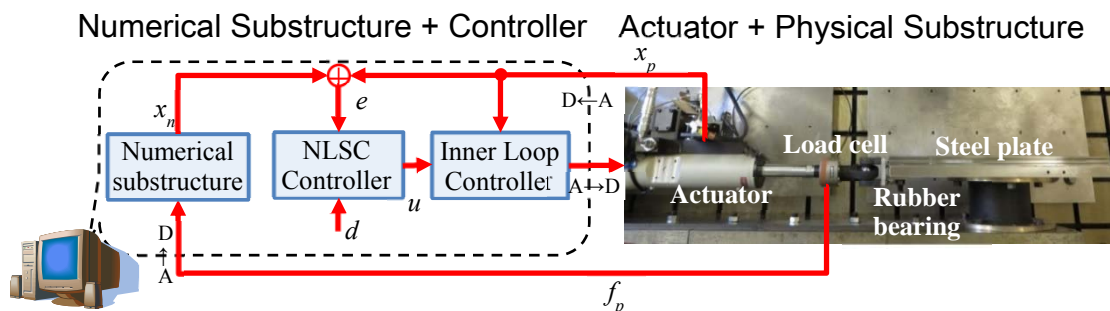 Numerical Substructure + Controller
Actuator + Physical Substructure
x_p
D←A
x_n
e
Numerical
substructure
NLSC
Controller
u
Inner Loop
Controller
A→D
d
D
↑
A
f_p
Load cell
Steel plate
Actuator
Rubber
bearing